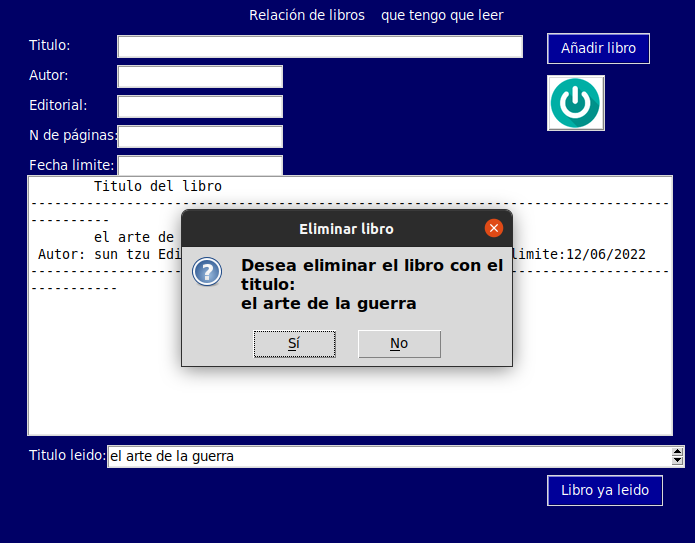 Relación de libros    que tengo que leer
Titulo:
Añadir libro
Autor:
Editorial:
N de páginas:
Fecha limite:
Titulo del libro
--------------------------------------------------------------------------------
----------
el arte de
Autor: sun tzu Edi
limite:12/06/2022
--------------------------------------------------------------------------------
-----------
Eliminar libro
Desea eliminar el libro con el
titulo:
el arte de la guerra
Sí
No
Titulo leido:
el arte de la guerra
Libro ya leido